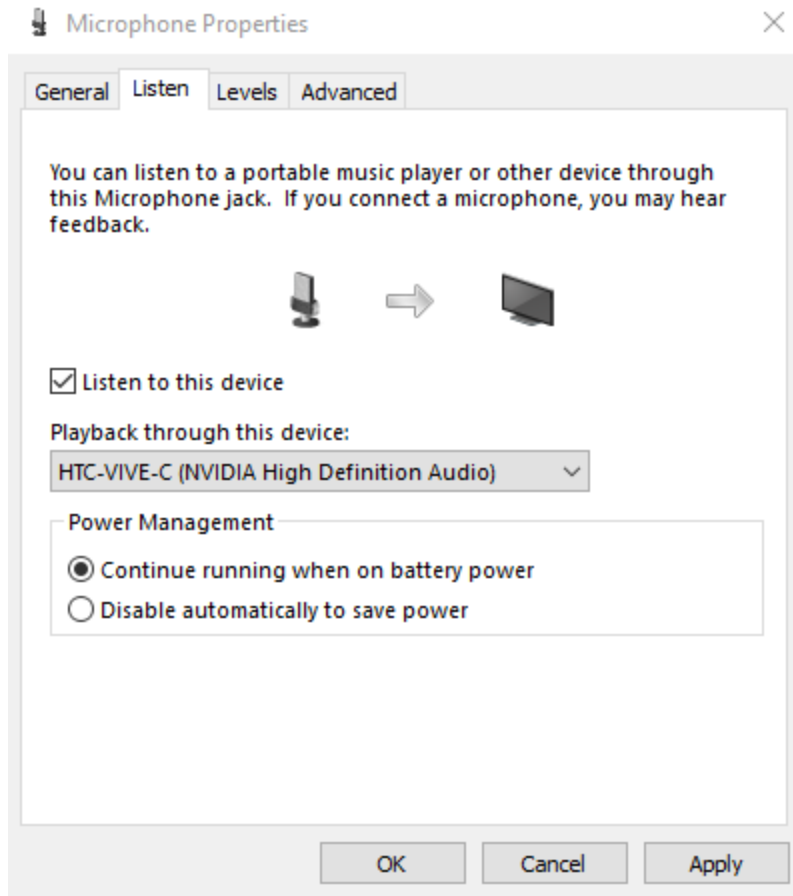 Microphone Properties
General Listen Levels Advanced
You can listen to a portable music player or other device through
this Microphone jack. If you connect a microphone, you may hear
feedback.
Listen to this device
Playback through this device:
HTC-VIVE-C (NVIDIA High Definition Audio)
Power Management
Continue running when on battery power
Disable automatically to save power
OK Cancel Apply